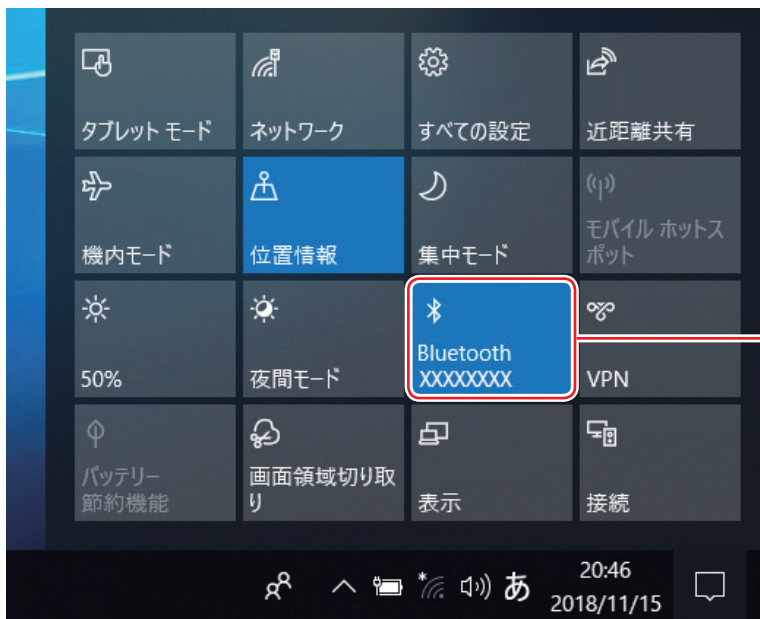 タブレット モード
ネットワーク
すべての設定
近距離共有
機内モード
位置情報
集中モード
モバイル ホットス
ポット
50%
夜間モード
Bluetooth
XXXXXXXX
VPN
バッテリー
節約機能
画面領域切り取
り
表示
接続
あ
20:46
2018/11/15